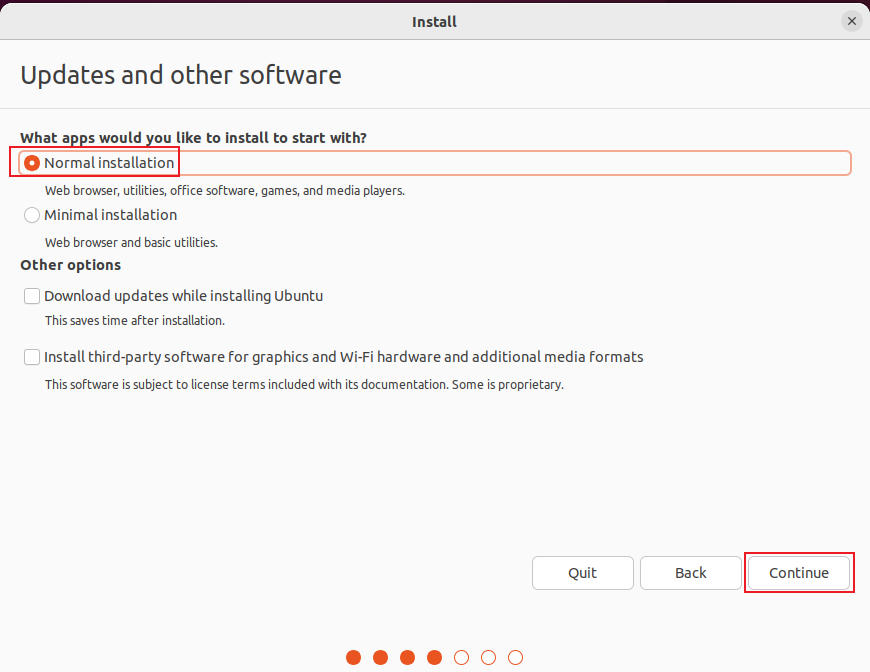 Install
Updates and other software
What apps would you like to install to start with?
Normal installation
Web browser, utilities, office software, games, and media players.
Minimal installation
Web browser and basic utilities.
Other options
Download updates while installing Ubuntu
This saves time after installation.
Install third-party software for graphics and Wi-Fi hardware and additional media formats
This software is subject to license terms included with its documentation. Some is proprietary.
Quit Back Continue